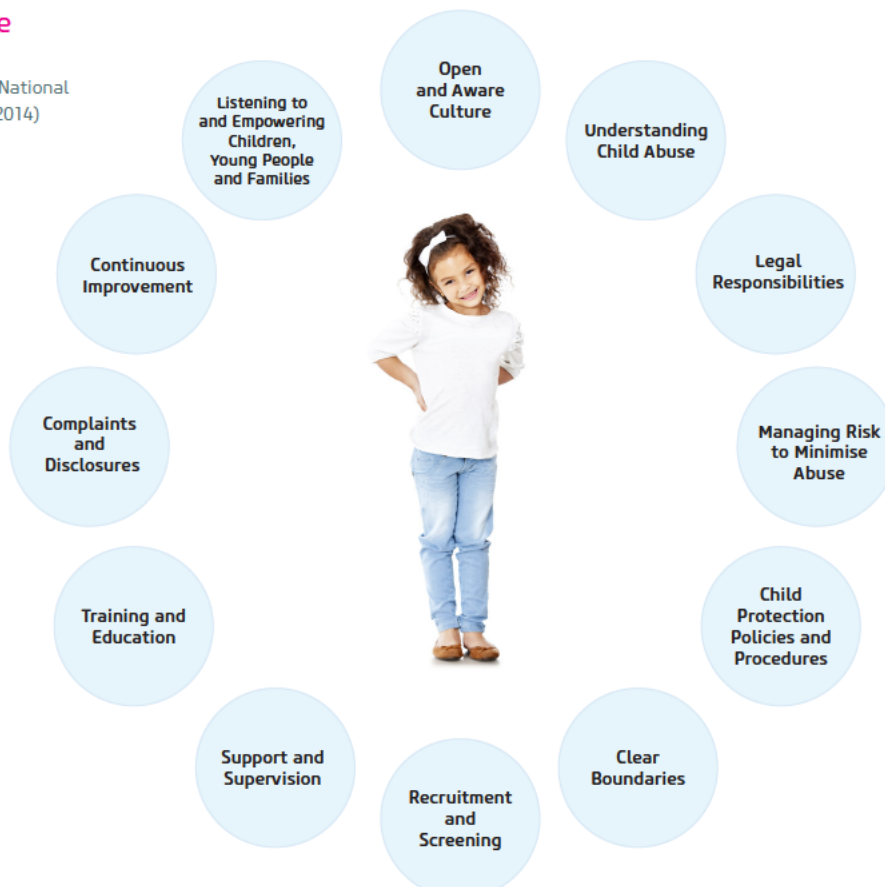 e
National
2014)
Open
and Aware
Culture
Understanding
Child Abuse
Legal
Responsibilities
Managing Risk
to Minimise
Abuse
Child
Protection
Policies and
Procedures
Clear
Boundaries
Recruitment
and
Screening
Support and
Supervision
Training and
Education
Complaints
and
Disclosures
Continuous
Improvement
Listening to
and Empowering
Children,
Young People
and Families